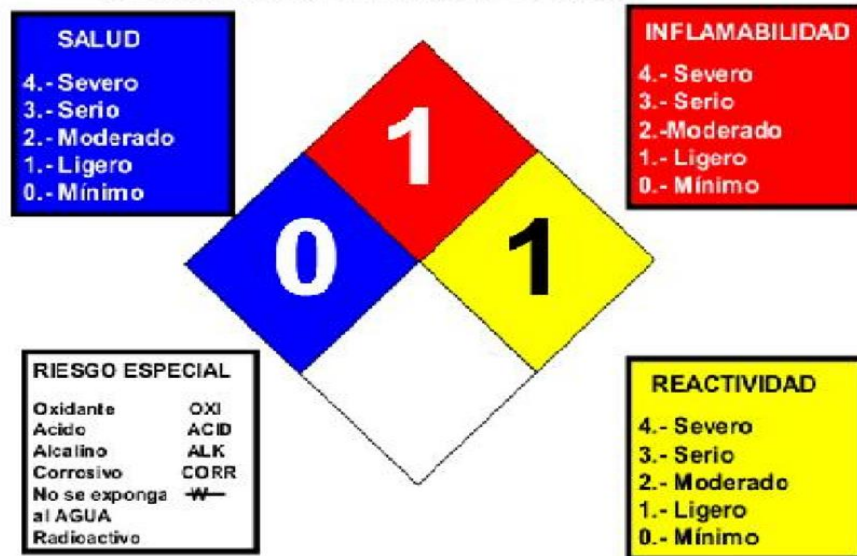 SALUD
4.- Severo
3.- Serio
2.- Moderado
1.- Ligero
0.- Mínimo
INFLAMABILIDAD
4.- Severo
3.- Serio
2.-Moderado
1.- Ligero
0.- Mínimo
1
0
1
RIESGO ESPECIAL
Oxidante OXI
Acido ACID
Alcalino ALK
Corrosivo CORR
No se exponga W
al AGUA
Radioactivo
REACTIVIDAD
4.- Severo
3.- Serio
2.- Moderado
1.- Ligero
0.- Mínimo